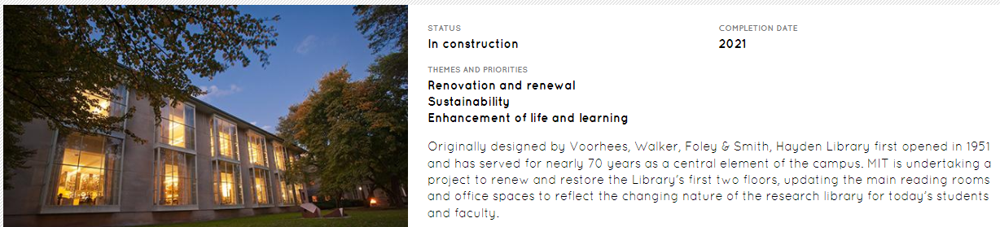 STATUS
COMPLETION DATE
In construction
2021
THEMES AND PRIORITIES
Renovation and renewal
Sustainability
Enhancement of life and learning
Originally designed by Voorhees, Walker, Foley & Smith, Hayden Library first opened in 1951
and has served for nearly 70 years as a central element of the campus. MIT is undertaking a
project to renew and restore the Library's first two floors, updating the main reading rooms
and office spaces to reflect the changing nature of the research library for today's students
and faculty.